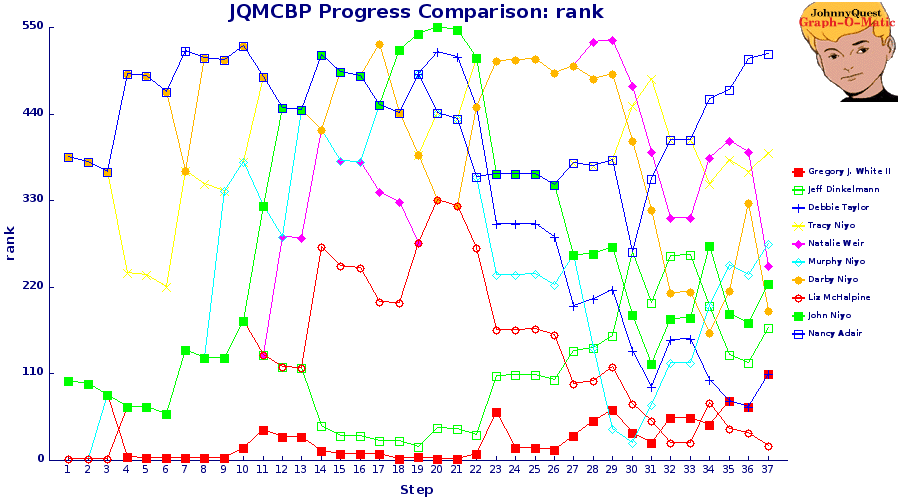 JQMCBP Progress Comparison: rank
JohnnyQuest
Graph-O-Matic
550
440
330
220
110
0
rank
1 2 3 4 5 6 7 8 9 10 11 12 13 14 15 16 17 18 19 20 21 22 23 24 25 26 27 28 29 30 31 32 33 34 35 36 37
Step
Gregory J. White II
Jeff Dinkelmann
Debbie Taylor
Tracy Niyo
Natalie Weir
Murphy Niyo
Darby Niyo
Liz McHalpine
John Niyo
Nancy Adair